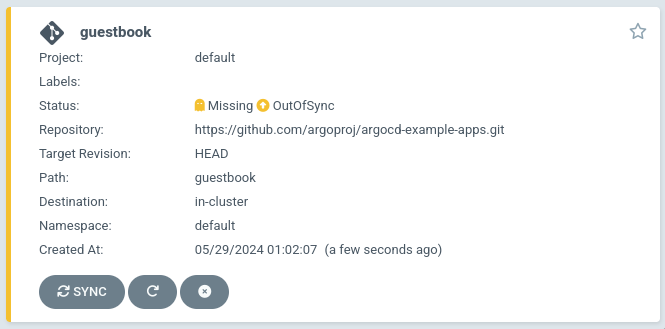 guestbook
Project: default
Labels:
Status: Missing OutOfSync
Repository: https://github.com/argoproj/argocd-example-apps.git
Target Revision: HEAD
Path: guestbook
Destination: in-cluster
Namespace: default
Created At: 05/29/2024 01:02:07 (a few seconds ago)
SYNC